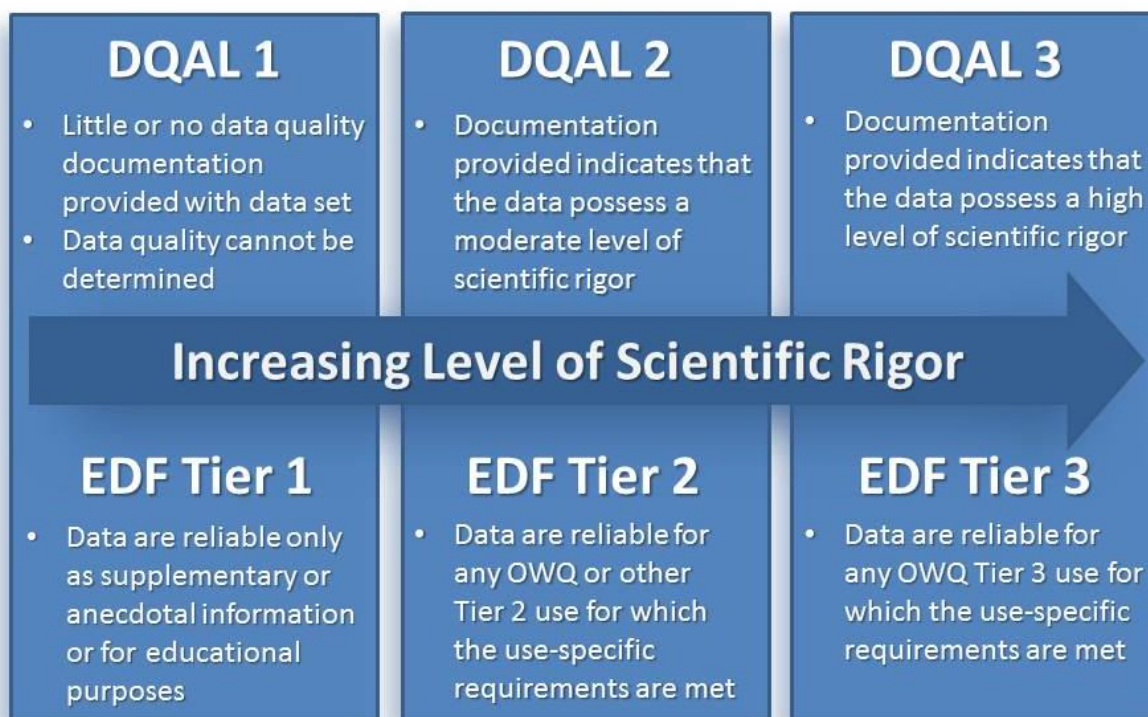 DQAL 1
• Little or no data quality
documentation
provided with data set
• Data quality cannot be
determined
DQAL 2
• Documentation
provided indicates that
the data possess a
moderate level of
scientific rigor
DQAL 3
• Documentation
provided indicates that
the data possess a high
level of scientific rigor
Increasing Level of Scientific Rigor
EDF Tier 1
• Data are reliable only
as supplementary or
anecdotal information
or for educational
purposes
EDF Tier 2
• Data are reliable for
any OWQ or other
Tier 2 use for which
the use-specific
requirements are met
EDF Tier 3
• Data are reliable for
any OWQ Tier 3 use for
which the use-specific
requirements are met